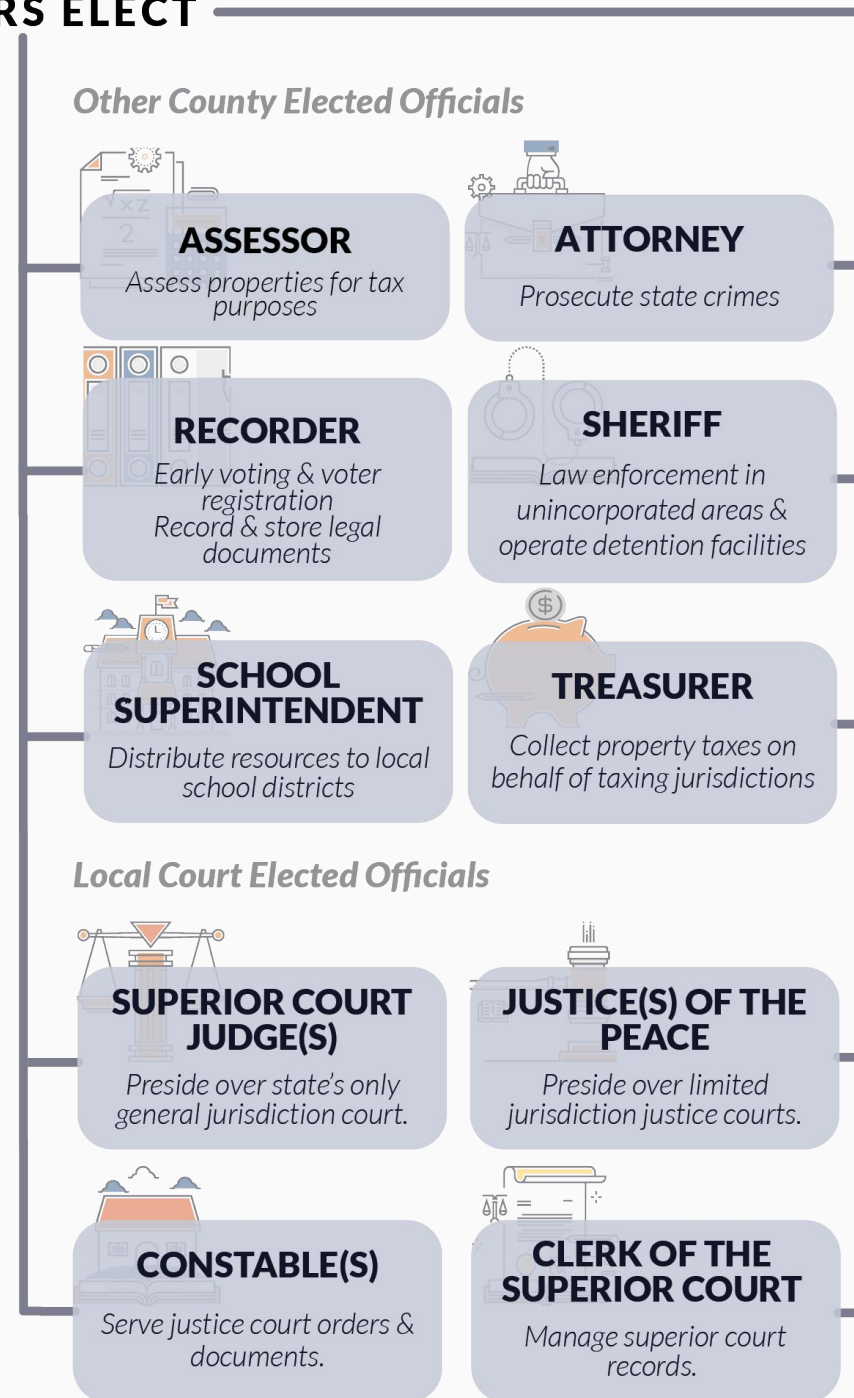 RS ELECT
Other County Elected Officials
ASSESSOR
Assess properties for tax
purposes
ATTORNEY
Prosecute state crimes
RECORDER
Early voting & voter
registration
Record & store legal
documents
SHERIFF
Law enforcement in
unincorporated areas &
operate detention facilities
SCHOOL
SUPERINTENDENT
Distribute resources to local
school districts
TREASURER
Collect property taxes on
behalf of taxing jurisdictions
Local Court Elected Officials
SUPERIOR COURT
JUDGE(S)
Preside over state’s only
general jurisdiction court.
JUSTICE(S) OF THE
PEACE
Preside over limited
jurisdiction justice courts.
CONSTABLE(S)
Serve justice court orders &
documents.
CLERK OF THE
SUPERIOR COURT
Manage superior court
records.